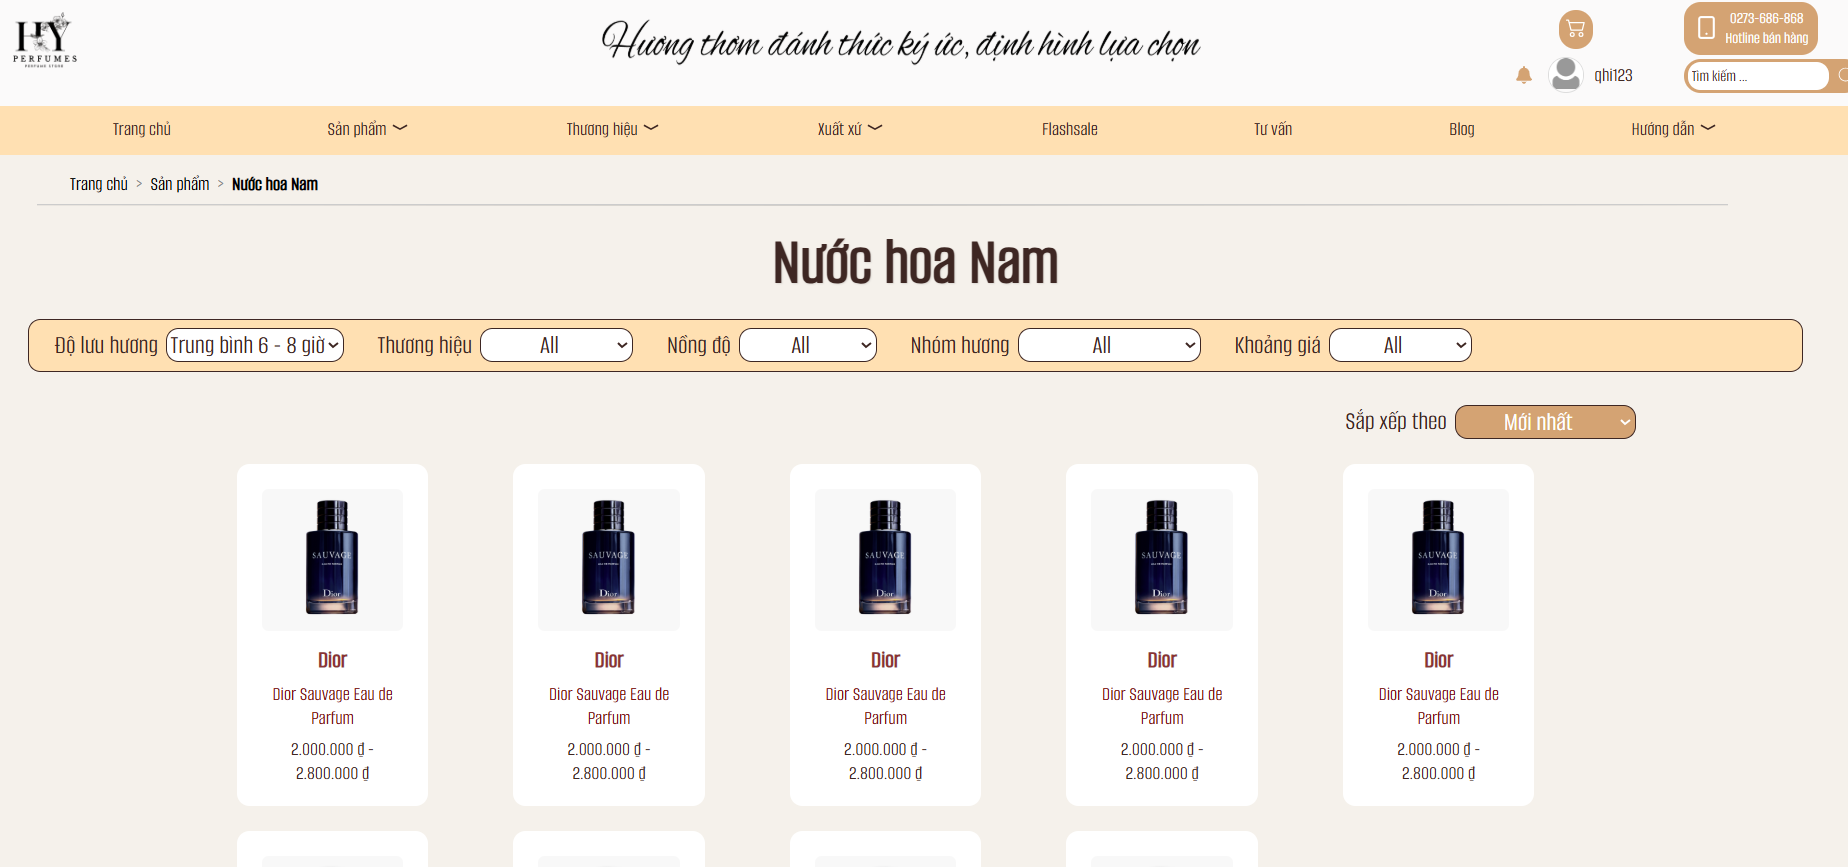 HY
PERFUMES
PERFUME STORE
Hương thơm đánh thức ký ức, định hình lựa chọn
0273-686-868
Hotline bán hàng
qhi123
Tìm kiếm ...
Trang chủ Sản phẩm Thương hiệu Xuất xứ Flashsale Tư vấn Blog Hướng dẫn
Trang chủ > Sản phẩm > Nước hoa Nam
Nước hoa Nam
Độ lưu hương Trung bình 6 - 8 giờ Thương hiệu All Nồng độ All Nhóm hương All Khoảng giá All
Sắp xếp theo Mới nhất
SAUVAGE SAUVAGE SAUVAGE SAUVAGE SAUVAGE
Dior Dior Dior Dior Dior
Dior Dior Dior Dior Dior
Dior Sauvage Eau de Dior Sauvage Eau de Dior Sauvage Eau de Dior Sauvage Eau de Dior Sauvage Eau de
Parfum Parfum Parfum Parfum Parfum
2.000.000 ₫ - 2.000.000 ₫ - 2.000.000 ₫ - 2.000.000 ₫ - 2.000.000 ₫ -
2.800.000 ₫ 2.800.000 ₫ 2.800.000 ₫ 2.800.000 ₫ 2.800.000 ₫